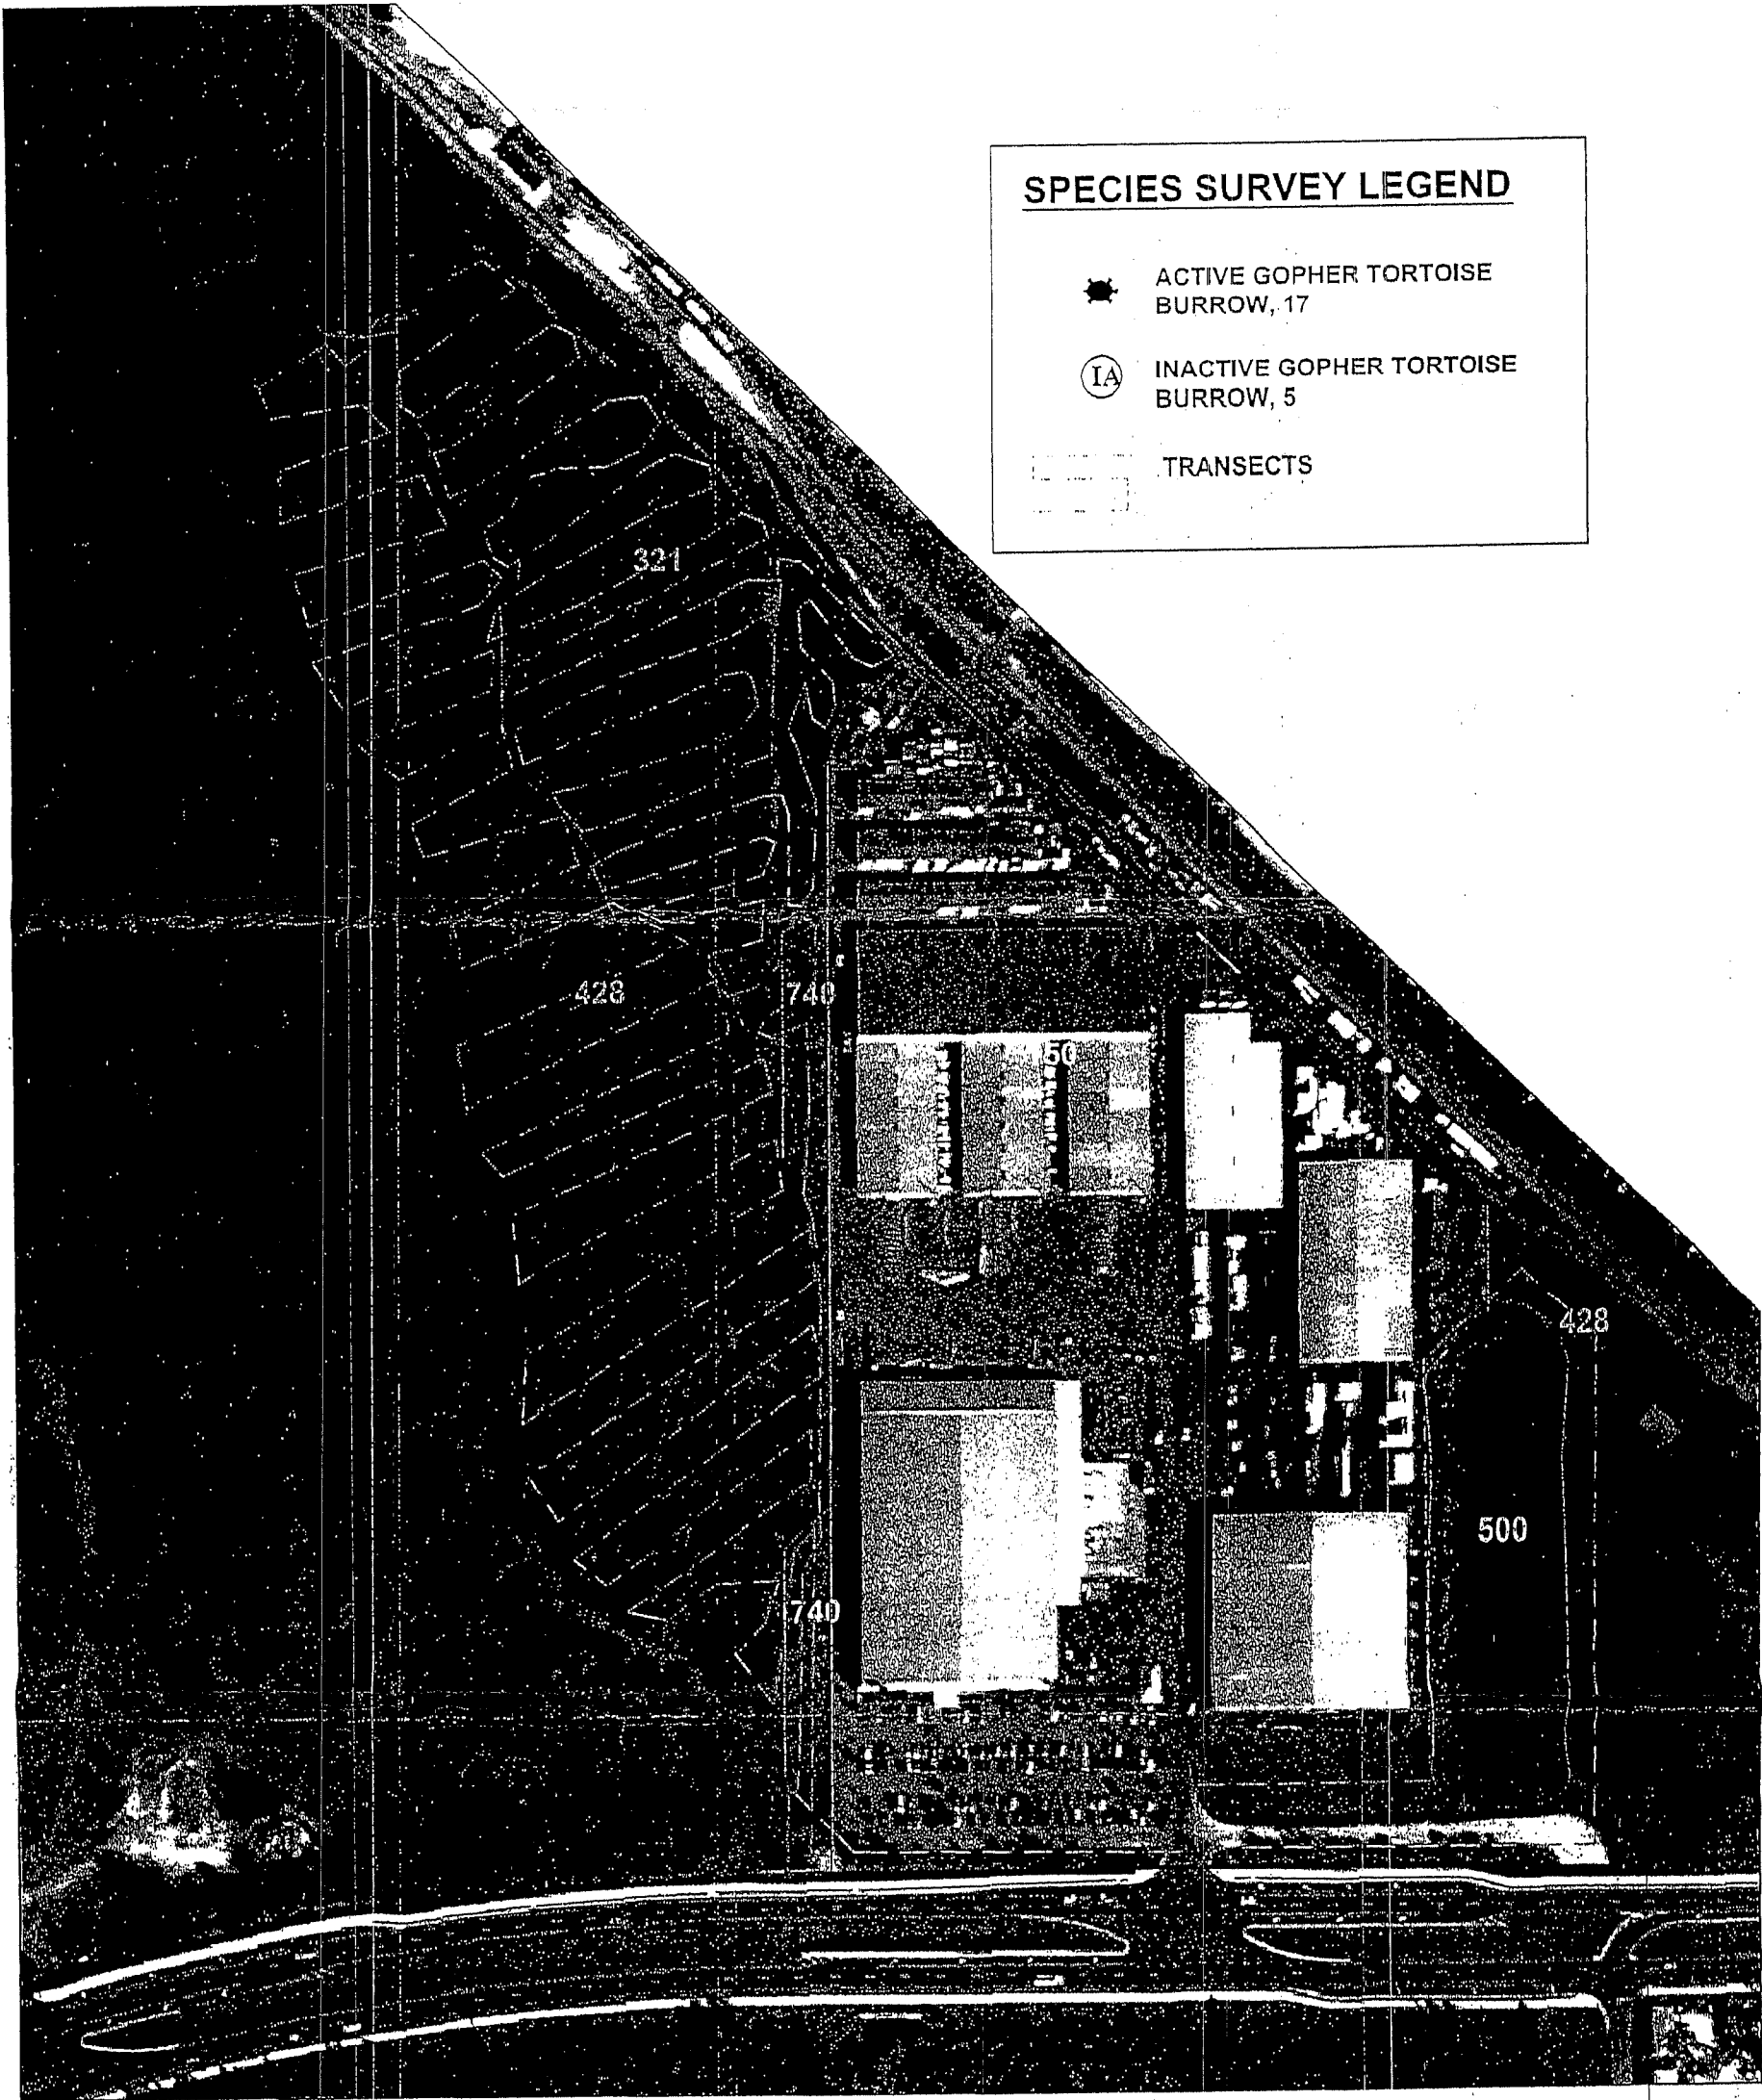 SPECIES SURVEY LEGEND
ACTIVE GOPHER TORTOISE
BURROW, 17
IA
INACTIVE GOPHER TORTOISE
BURROW, 5
TRANSECTS
321
428
740
50
428
500
740